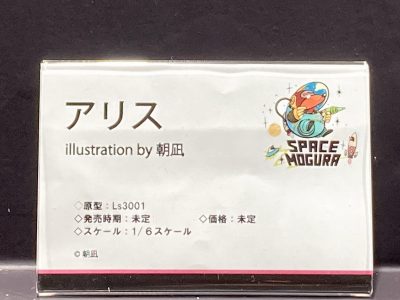 アリス
illustration by 朝凪
SPACE
MOGURA
◇原型：Ls3001
◇発売時期：未定　　◇価格：未定
◇スケール：1/6スケール
© 朝凪